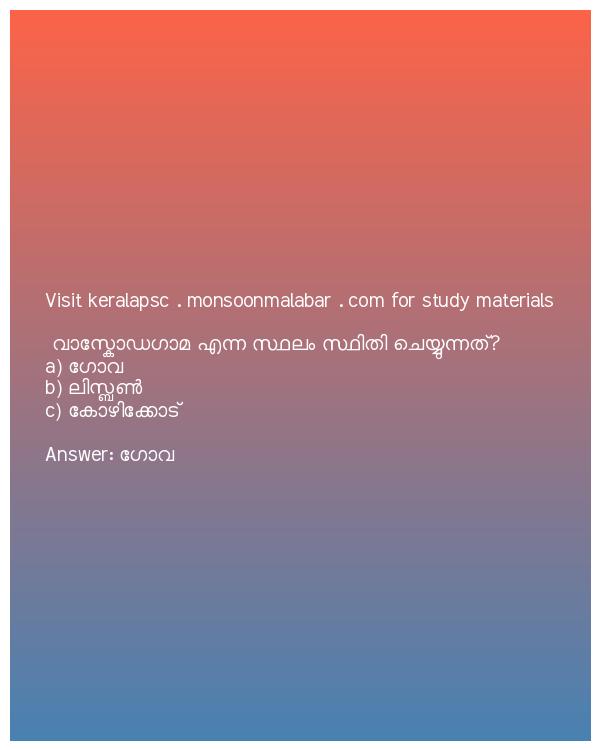 Visit keralapsc . monsoonmalabar . com for study materials
വാസ്കോഡഗാമ എന്ന സ്ഥലം സ്ഥിതി ചെയ്യുന്നത്?
a) ഗോവ
b) ലിസ്ബൺ
c) കോഴിക്കോട്
Answer: ഗോവ